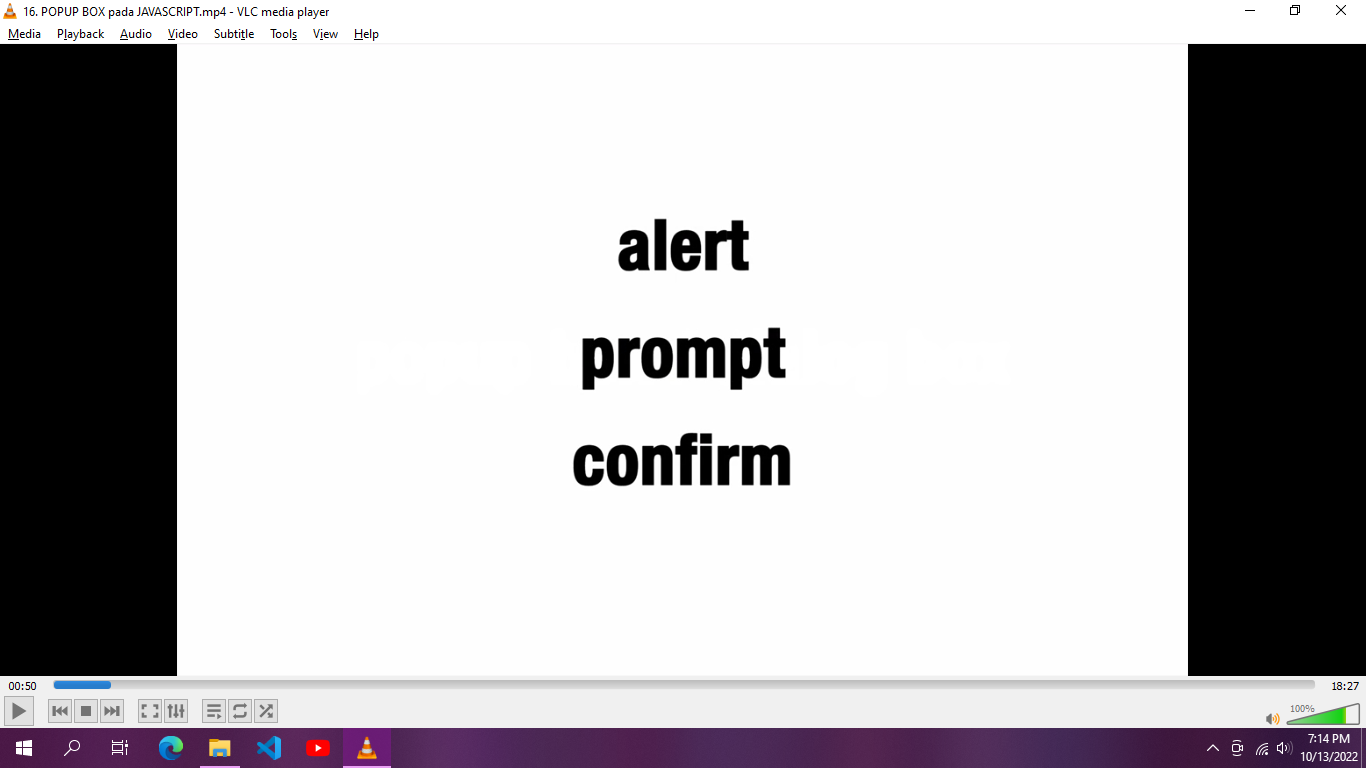 16. POPUP BOX pada JAVASCRIPT.mp4 - VLC media player
Media Playback Audio Video Subtitle Tools View Help
alert
prompt
confirm
00:50 18:27
100%
7:14 PM
10/13/2022